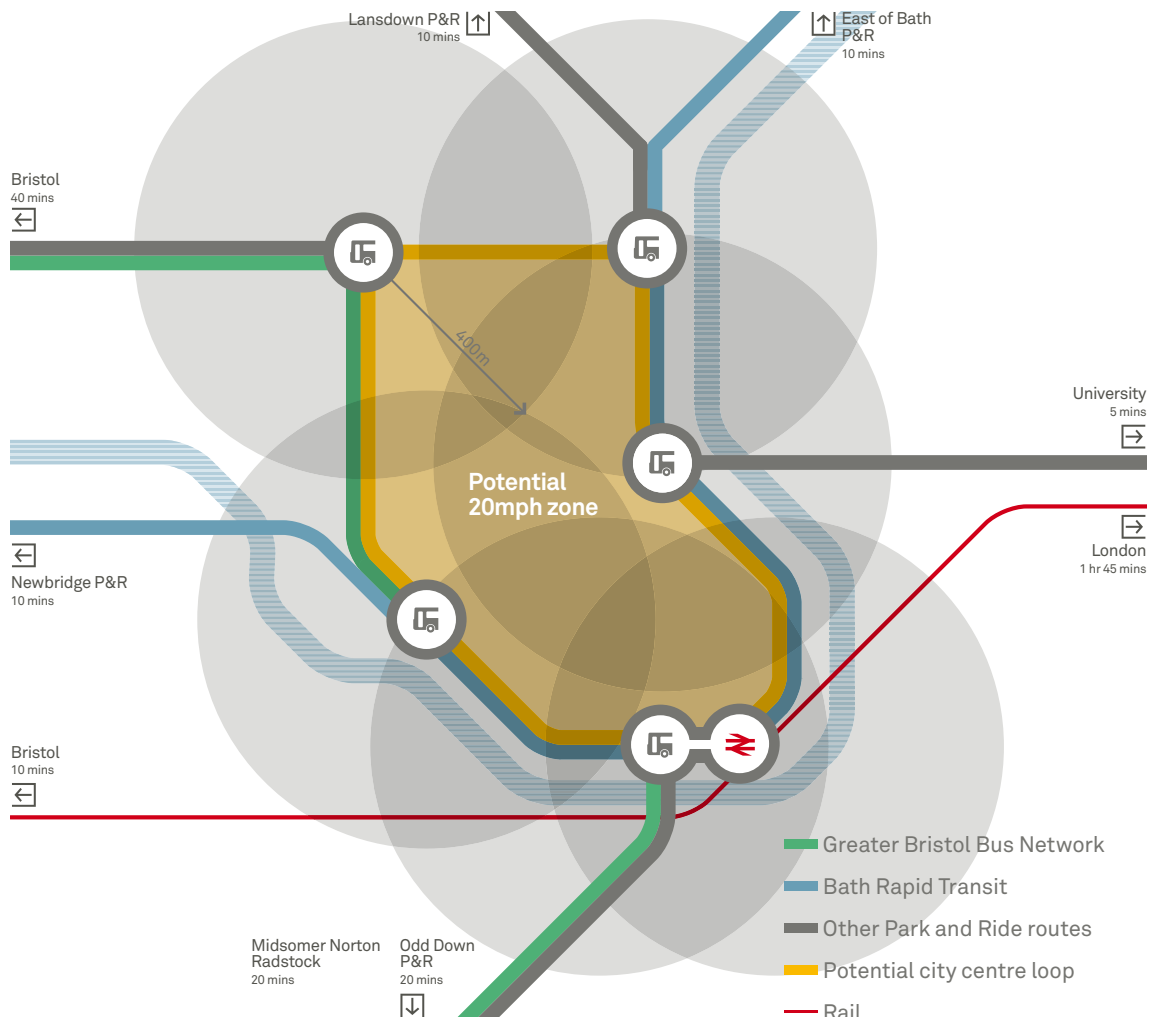 Lansdown P&R
10 mins
East of Bath
P&R
10 mins
Bristol
40 mins
400m
University
5 mins
Potential
20mph zone
London
1 hr 45 mins
Newbridge P&R
10 mins
Bristol
10 mins
Greater Bristol Bus Network
Bath Rapid Transit
Other Park and Ride routes
Potential city centre loop
Rail
Midsomer Norton
Radstock
20 mins
Odd Down
P&R
20 mins